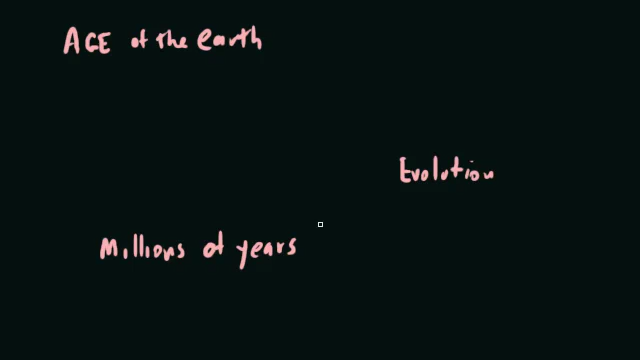 AGE of the earth
Evolution
Millions of years